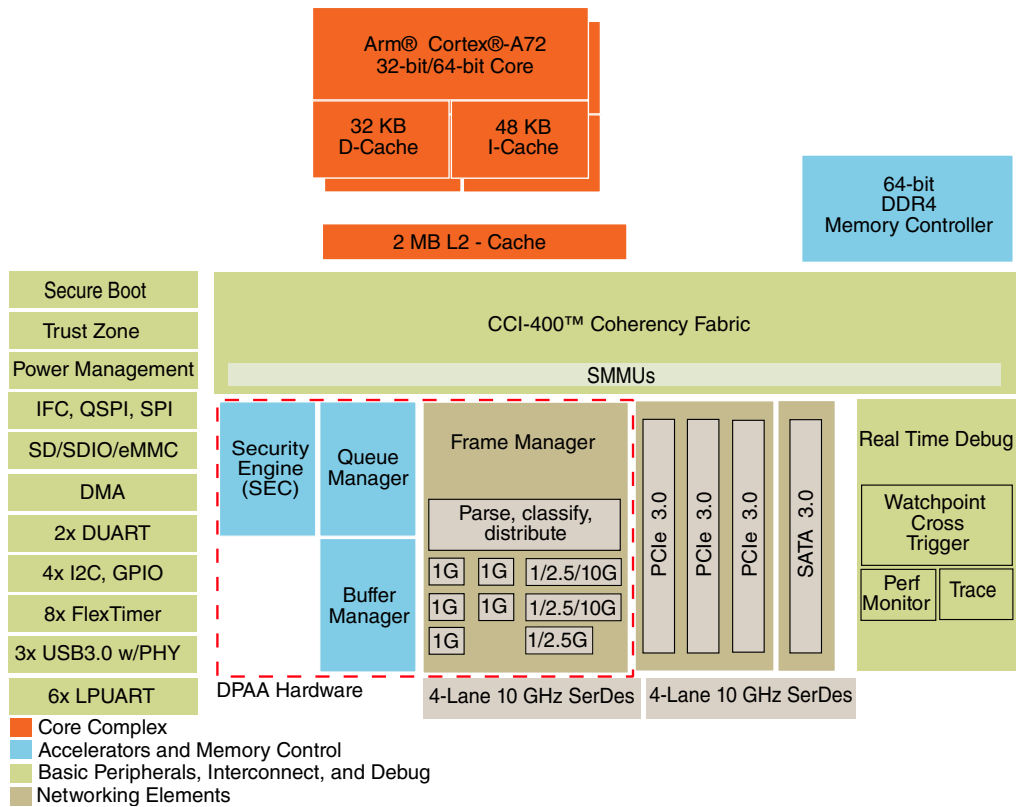 Arm® Cortex®-A72
32-bit/64-bit Core
32 KB
D-Cache
48 KB
I-Cache
2 MB L2 - Cache
64-bit
DDR4
Memory Controller
Secure Boot
Trust Zone
Power Management
IFC, QSPI, SPI
SD/SDIO/eMMC
DMA
2x DUART
4x I2C, GPIO
8x FlexTimer
3x USB3.0 w/PHY
6x LPUART
CCI-400™ Coherency Fabric
SMMUs
Security
Engine
(SEC)
Queue
Manager
Buffer
Manager
Frame Manager
Parse, classify,
distribute
1G
1G
1/2.5/10G
1G
1G
1/2.5/10G
1G
1/2.5G
DPAA Hardware
PCIe 3.0
PCIe 3.0
PCIe 3.0
SATA 3.0
Real Time Debug
Watchpoint
Cross
Trigger
Perf
Monitor
Trace
4-Lane 10 GHz SerDes
4-Lane 10 GHz SerDes
Core Complex
Accelerators and Memory Control
Basic Peripherals, Interconnect, and Debug
Networking Elements